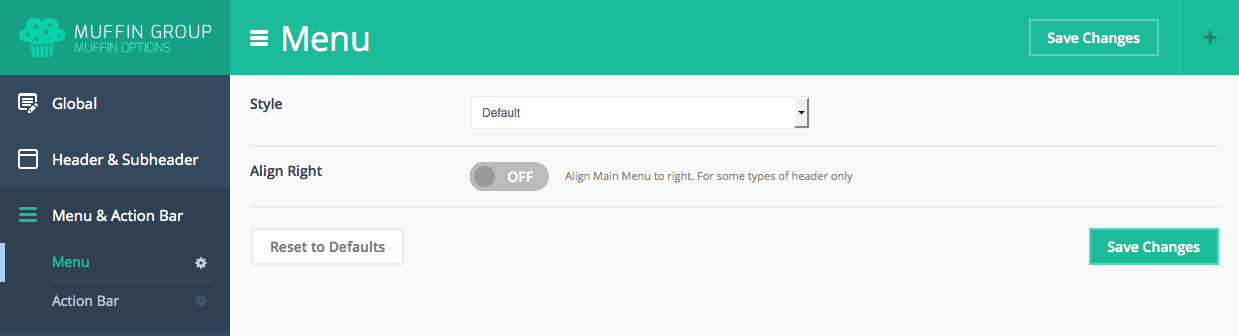 MUFFIN GROUP
MUFFIN OPTIONS
Menu
Save Changes
+
Global
Header & Subheader
Menu & Action Bar
Menu
Action Bar
Style
Default
Align Right
OFF
Align Main Menu to right. For some types of header only
Reset to Defaults
Save Changes